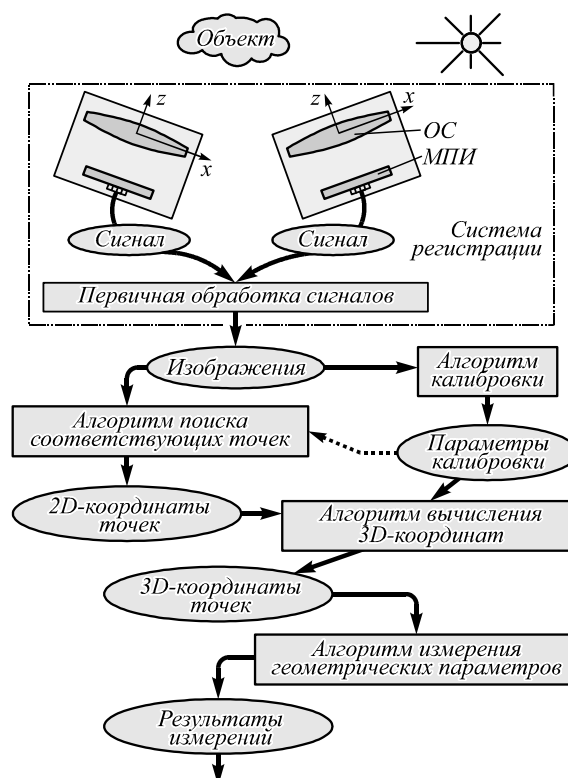 Объект
z
x
z
x
ОС
МПИ
Сигнал
Сигнал
Система
регистрации
Первичная обработка сигналов
Изображения
Алгоритм
калибровки
Алгоритм поиска
соответствующих точек
Параметры
калибровки
2D-координаты
точек
Алгоритм вычисления
3D-координат
3D-координаты
точек
Алгоритм измерения
геометрических параметров
Результаты
измерений